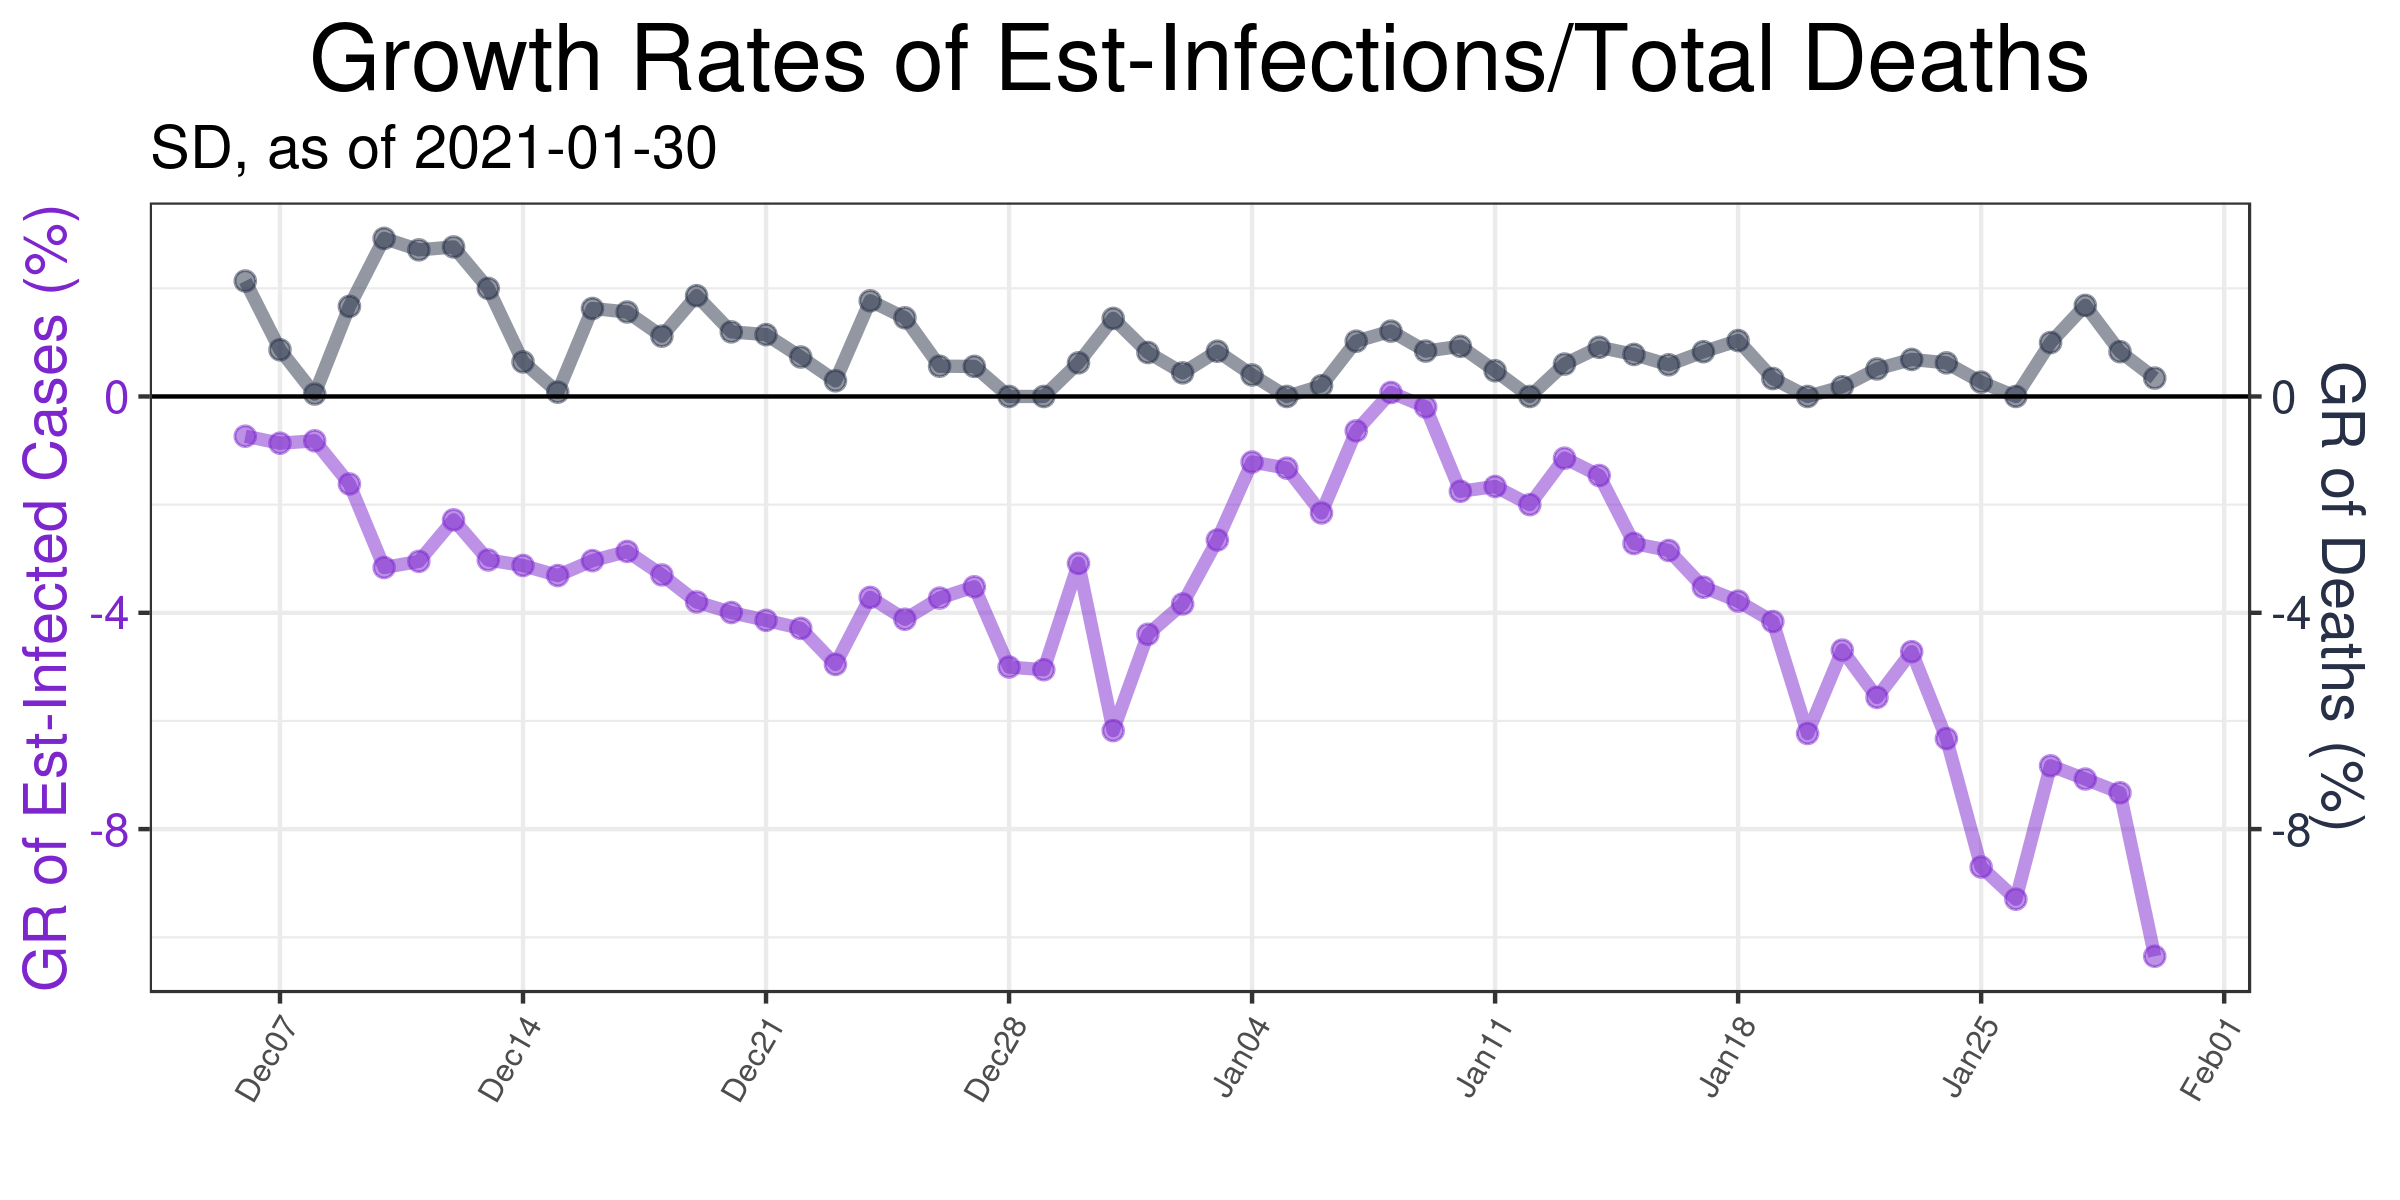 Growth Rates of Est-Infections/Total Deaths
SD, as of 2021-01-30
GR of Est-Infected Cases (%)
0
-4
-8
0
-4
-8
GR of Deaths (%)
Dec07
Dec14
Dec21
Dec28
Jan04
Jan11
Jan18
Jan25
Feb01